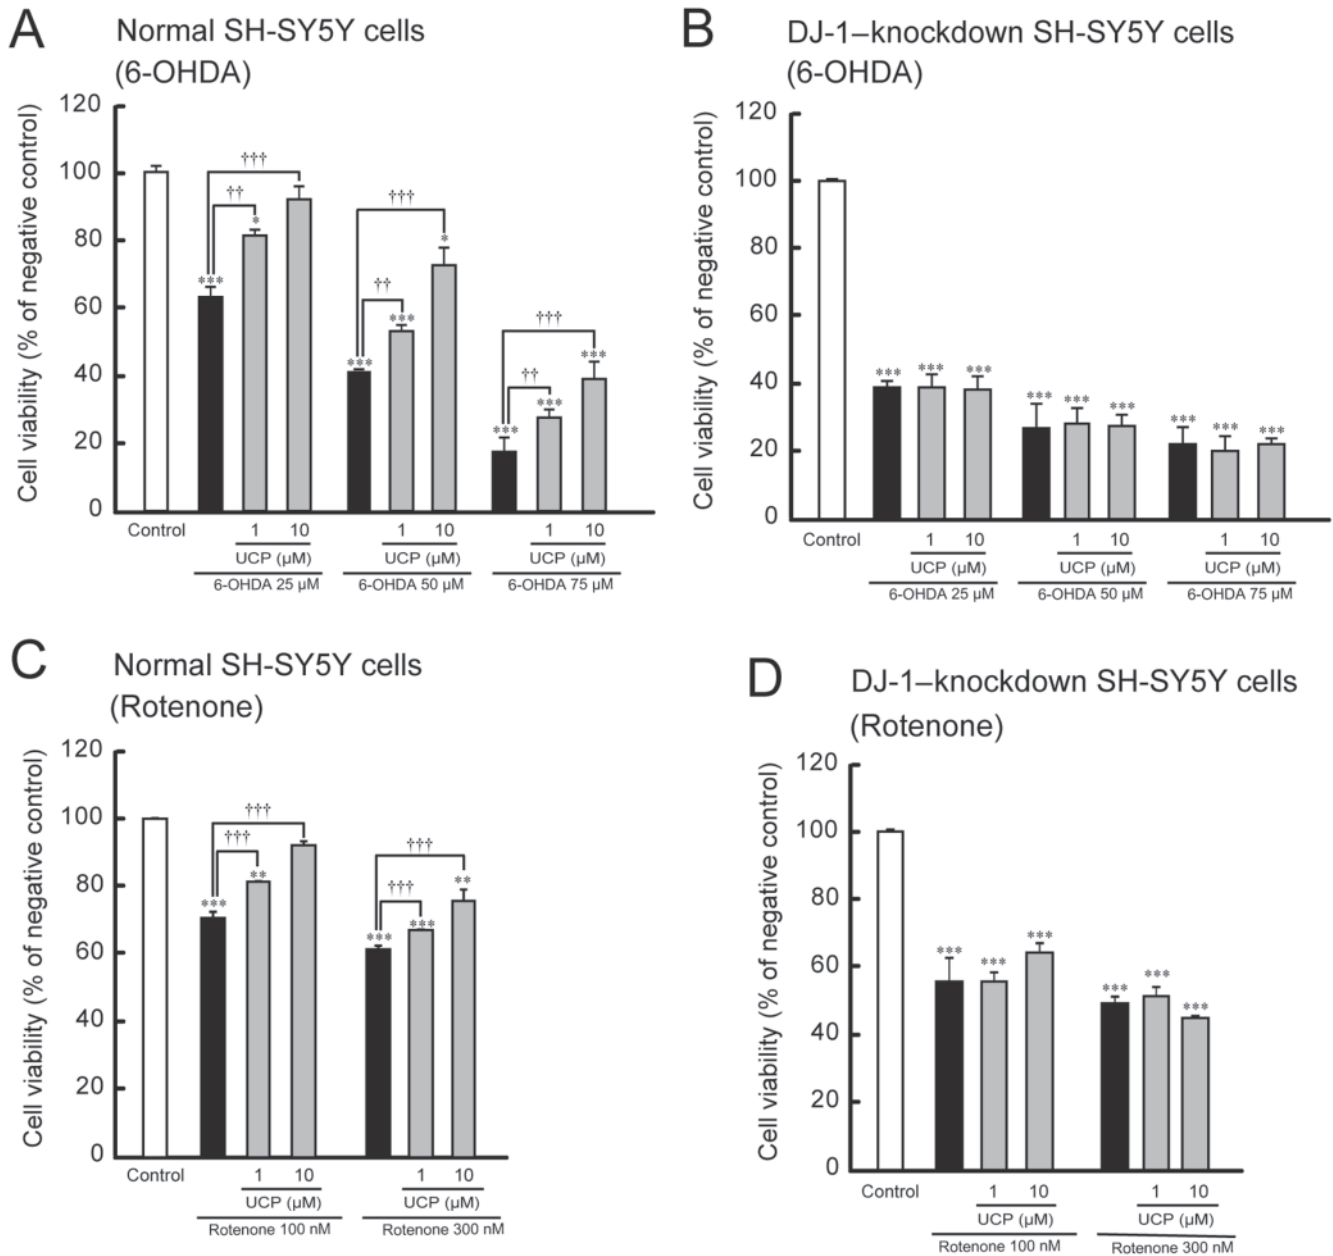 A
Normal SH-SY5Y cells
(6-OHDA)
Cell viability (% of negative control)
120
100
80
60
40
20
0
***
††
*
†††
***
††
***
†††
*
***
††
***
†††
***
Control
1 10
1 10
1 10
UCP (µM)
UCP (µM)
UCP (µM)
6-OHDA 25 µM
6-OHDA 50 µM
6-OHDA 75 µM
B
DJ-1–knockdown SH-SY5Y cells
(6-OHDA)
Cell viability (% of negative control)
120
100
80
60
40
20
0
***
***
***
***
***
***
***
***
***
Control
1 10
1 10
1 10
UCP (µM)
UCP (µM)
UCP (µM)
6-OHDA 25 µM
6-OHDA 50 µM
6-OHDA 75 µM
C
Normal SH-SY5Y cells
(Rotenone)
Cell viability (% of negative control)
120
100
80
60
40
20
0
***
†††
**
†††
***
†††
***
†††
**
Control
1 10
1 10
UCP (µM)
UCP (µM)
Rotenone 100 nM
Rotenone 300 nM
D
DJ-1–knockdown SH-SY5Y cells
(Rotenone)
Cell viability (% of negative control)
120
100
80
60
40
20
0
***
***
***
***
***
***
Control
1 10
1 10
UCP (µM)
UCP (µM)
Rotenone 100 nM
Rotenone 300 nM